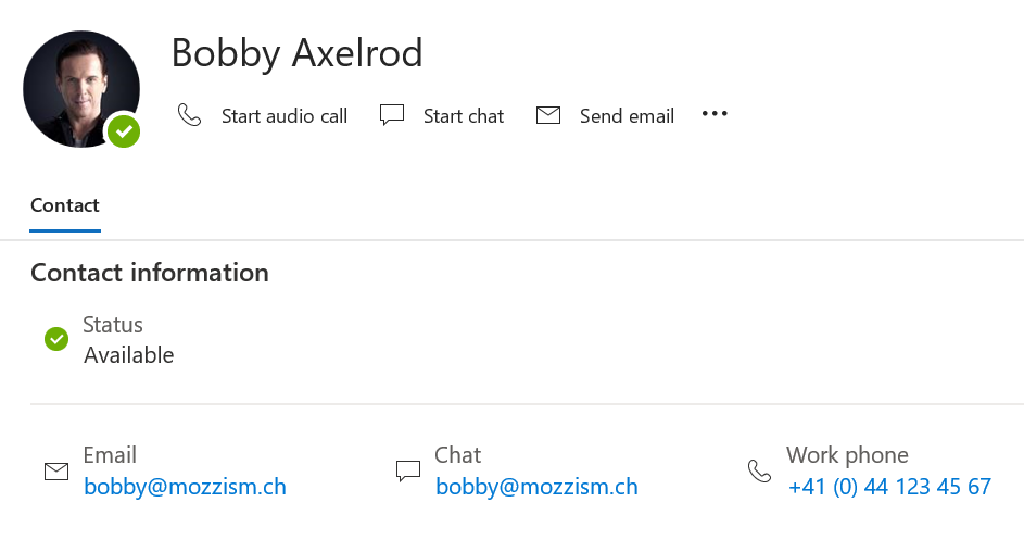 Bobby Axelrod
Start audio call Start chat Send email
Contact
Contact information
Status
Available
Email Chat Work phone
bobby@mozzism.ch bobby@mozzism.ch +41 (0) 44 123 45 67